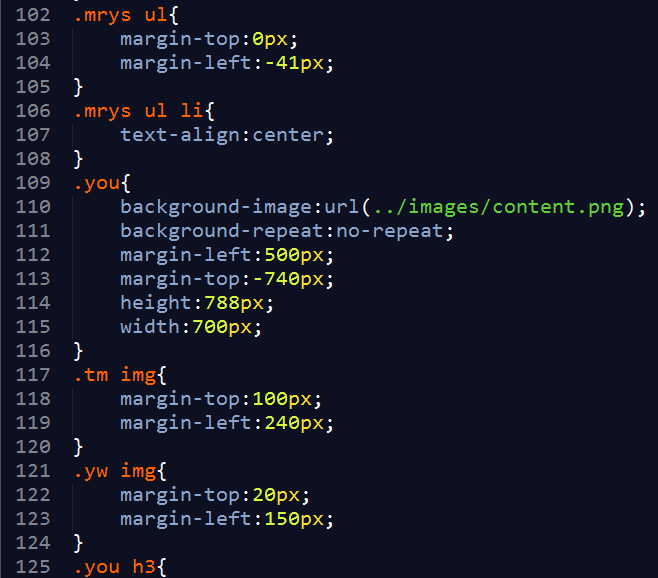 102 .mrys ul{
103 margin-top:0px;
104 margin-left:-41px;
105 }
106 .mrys ul li{
107 text-align:center;
108 }
109 .you{
110 background-image:url(../images/content.png);
111 background-repeat:no-repeat;
112 margin-left:500px;
113 margin-top:-740px;
114 height:788px;
115 width:700px;
116 }
117 .tm img{
118 margin-top:100px;
119 margin-left:240px;
120 }
121 .yw img{
122 margin-top:20px;
123 margin-left:150px;
124 }
125 .you h3{